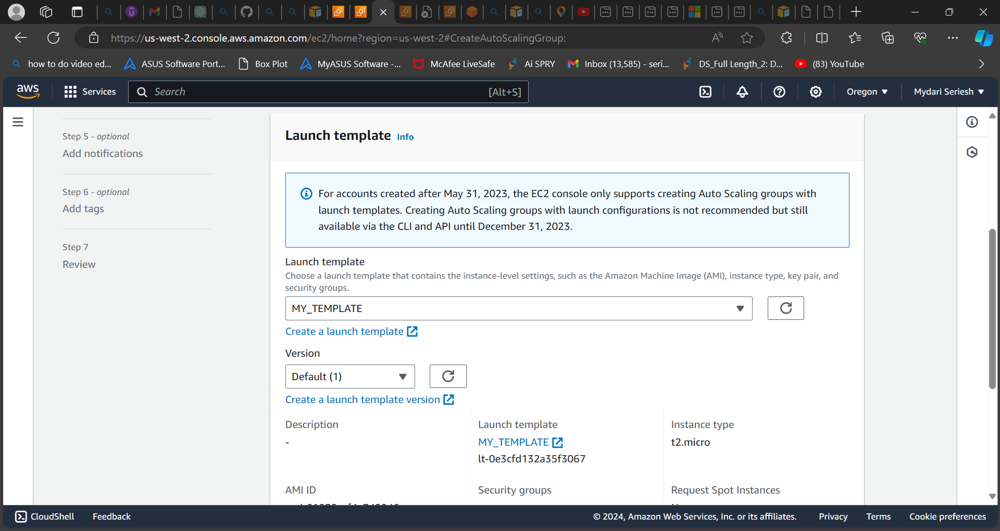 https://us-west-2.console.aws.amazon.com/ec2/home?region=us-west-2#CreateAutoScalingGroup:
how to do video ed... ASUS Software Port... Box Plot MyASUS Software -... McAfee LiveSafe Ai SPRY Inbox (13,585) - seri... DS_Full Length_2: D... (83) YouTube
aws Services Search [Alt+S] Oregon Mydari Seriesh
Step 5 - optional
Add notifications
Step 6 - optional
Add tags
Step 7
Review
Launch template Info
For accounts created after May 31, 2023, the EC2 console only supports creating Auto Scaling groups with
launch templates. Creating Auto Scaling groups with launch configurations is not recommended but still
available via the CLI and API until December 31, 2023.
Launch template
Choose a launch template that contains the instance-level settings, such as the Amazon Machine Image (AMI), instance type, key pair, and
security groups.
MY_TEMPLATE
Create a launch template
Version
Default (1)
Create a launch template version
Description
-
Launch template
MY_TEMPLATE
lt-0e3cfd132a35f3067
Instance type
t2.micro
AMI ID
Security groups
Request Spot Instances
CloudShell Feedback © 2024, Amazon Web Services, Inc. or its affiliates. Privacy Terms Cookie preferences